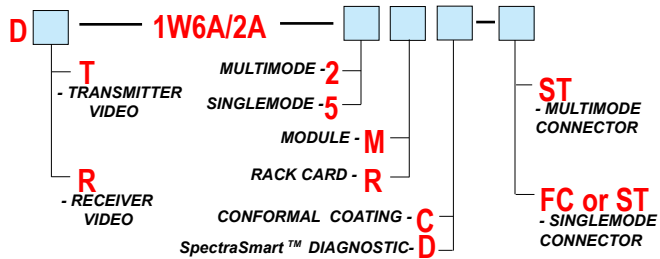 D 1W6A/2A -
T
- TRANSMITTER
VIDEO
R
- RECEIVER
VIDEO
MULTIMODE -2
SINGLEMODE -5
MODULE - M
RACK CARD - R
CONFORMAL COATING - C
SpectraSmart ™ DIAGNOSTIC- D
ST
- MULTIMODE
CONNECTOR
FC or ST
- SINGLEMODE
CONNECTOR